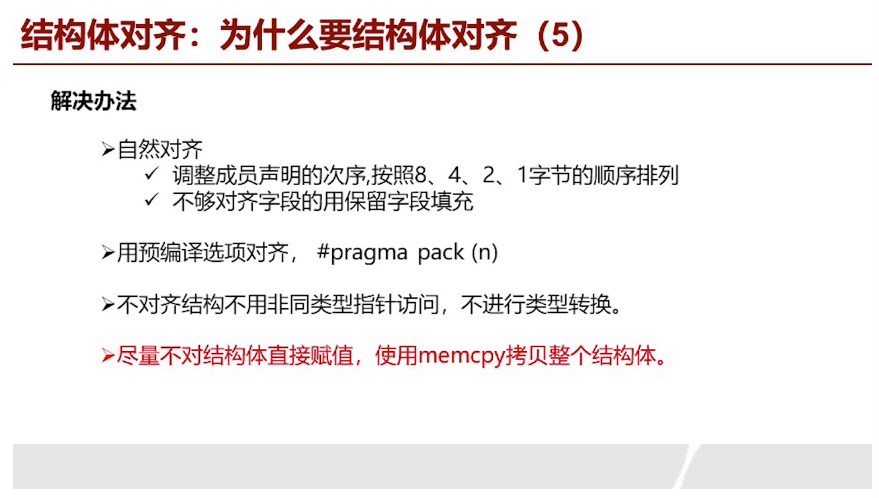 结构体对齐：为什么要结构体对齐（5）
解决办法
➢自然对齐
✓ 调整成员声明的次序,按照8、4、2、1字节的顺序排列
✓ 不够对齐字段的用保留字段填充
➢用预编译选项对齐， #pragma pack (n)
➢不对齐结构不用非同类型指针访问，不进行类型转换。
➢尽量不对结构体直接赋值，使用memcpy拷贝整个结构体。